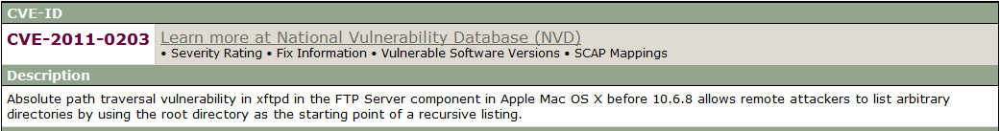 CVE-ID
CVE-2011-0203
Learn more at National Vulnerability Database (NVD)
• Severity Rating • Fix Information • Vulnerable Software Versions • SCAP Mappings
Description
Absolute path traversal vulnerability in xftpd in the FTP Server component in Apple Mac OS X before 10.6.8 allows remote attackers to list arbitrary
directories by using the root directory as the starting point of a recursive listing.